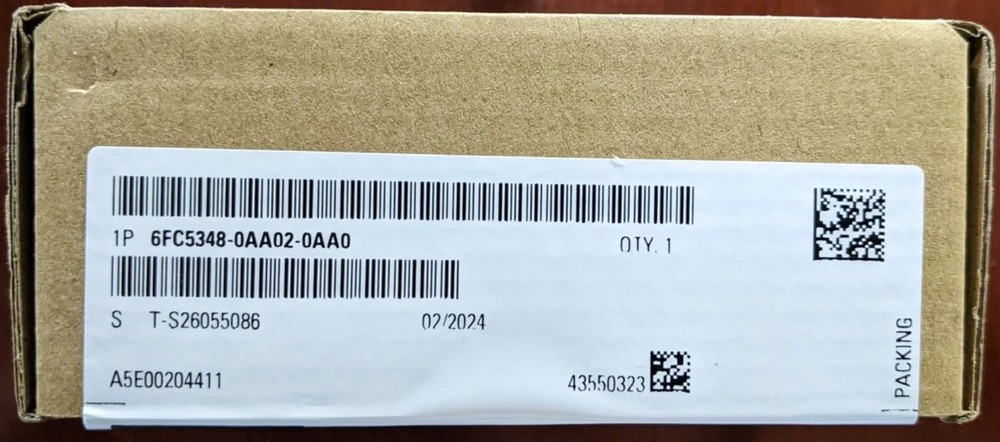 1P 6FC5348-0AA02-0AA0 QTY. 1
S T-S26055086 02/2024
A5E00204411 43550323
PACKING